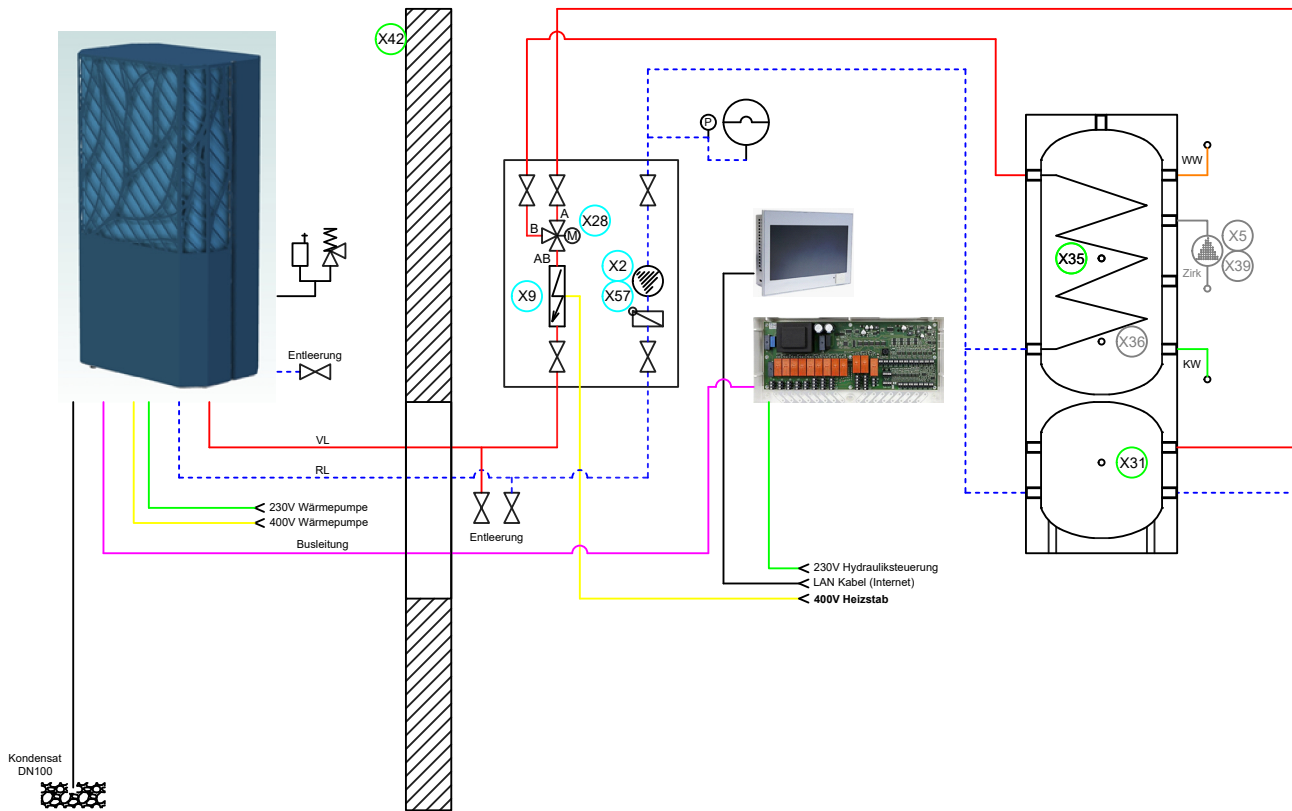 X42
P
WW
A
X28
B
M
X5
AB
X2
X35
X39
Zirk
X9
X57
X36
Entleerung
KW
VL
X31
RL
230V Wärmepumpe
400V Wärmepumpe
Entleerung
Busleitung
230V Hydrauliksteuerung
LAN Kabel (Internet)
400V Heizstab
Kondensat
DN100